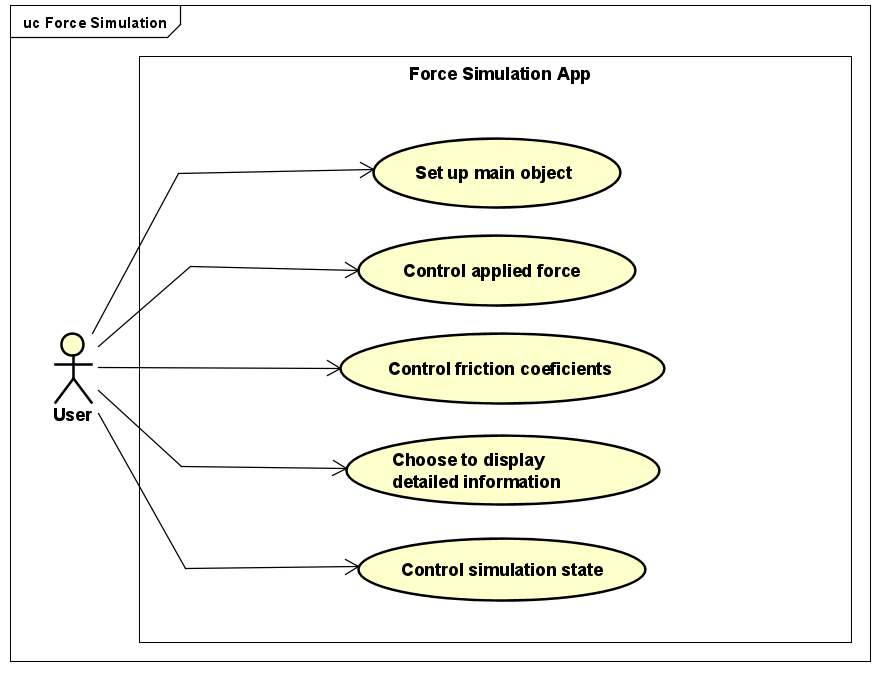 uc Force Simulation
Force Simulation App
Set up main object
Control applied force
Control friction coeficients
User
Choose to display
detailed information
Control simulation state